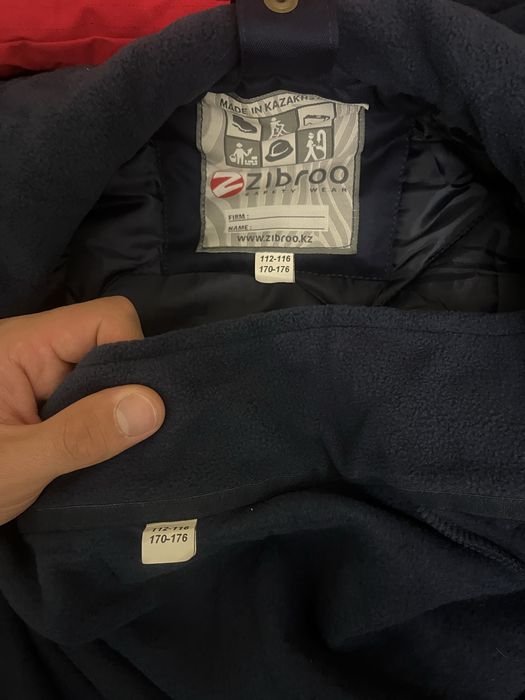 MADE IN KAZAKHS
ZIBROO
SAFETY WEAR
FIRM :
NAME :
www.zibroo.kz
112-116
170-176
112-116
170-176